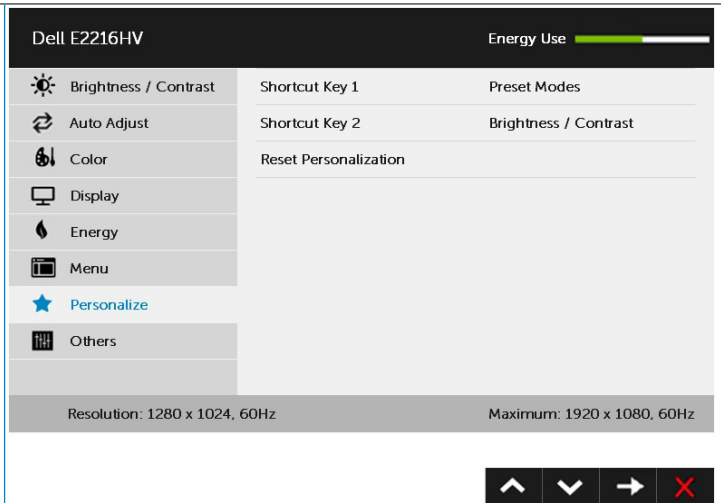 Dell E2216HV Energy Use
Brightness / Contrast Shortcut Key 1 Preset Modes
Auto Adjust Shortcut Key 2 Brightness / Contrast
Color Reset Personalization
Display
Energy
Menu
Personalize
Others
Resolution: 1280 x 1024, 60Hz Maximum: 1920 x 1080, 60Hz